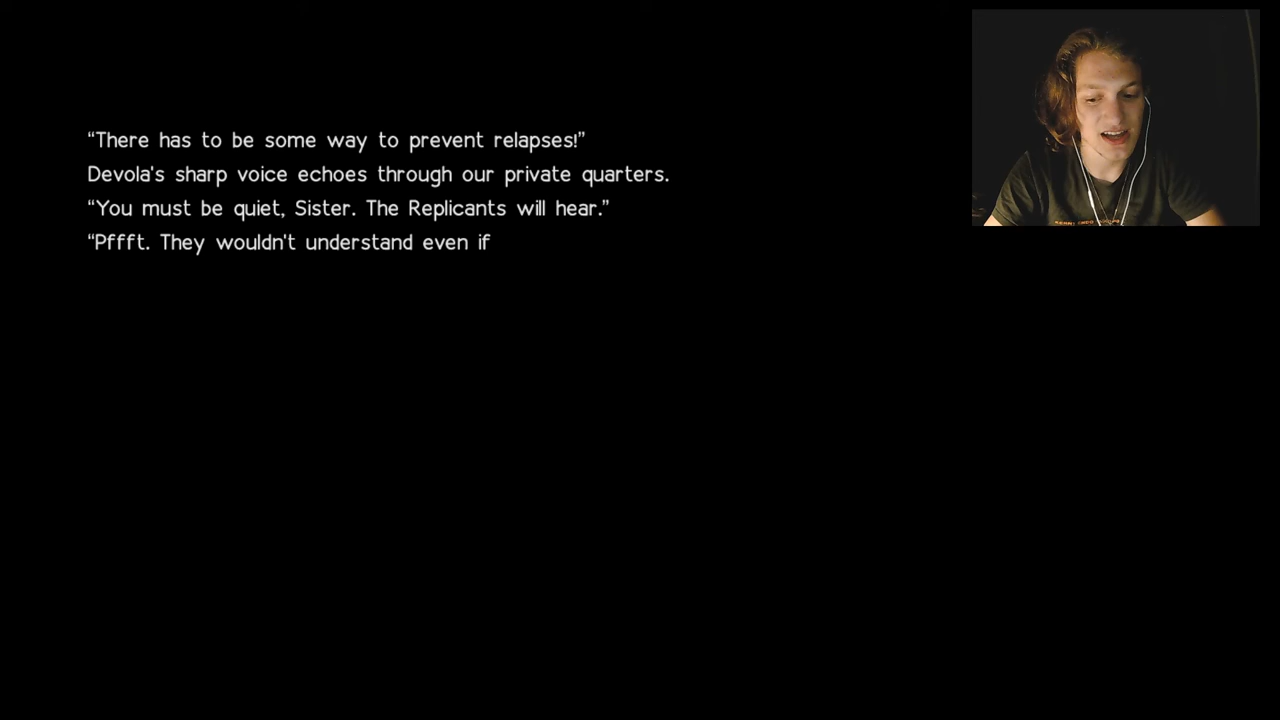 “There has to be some way to prevent relapses!”
Devola's sharp voice echoes through our private quarters.
“You must be quiet, Sister. The Replicants will hear.”
“Pffft. They wouldn't understand even if